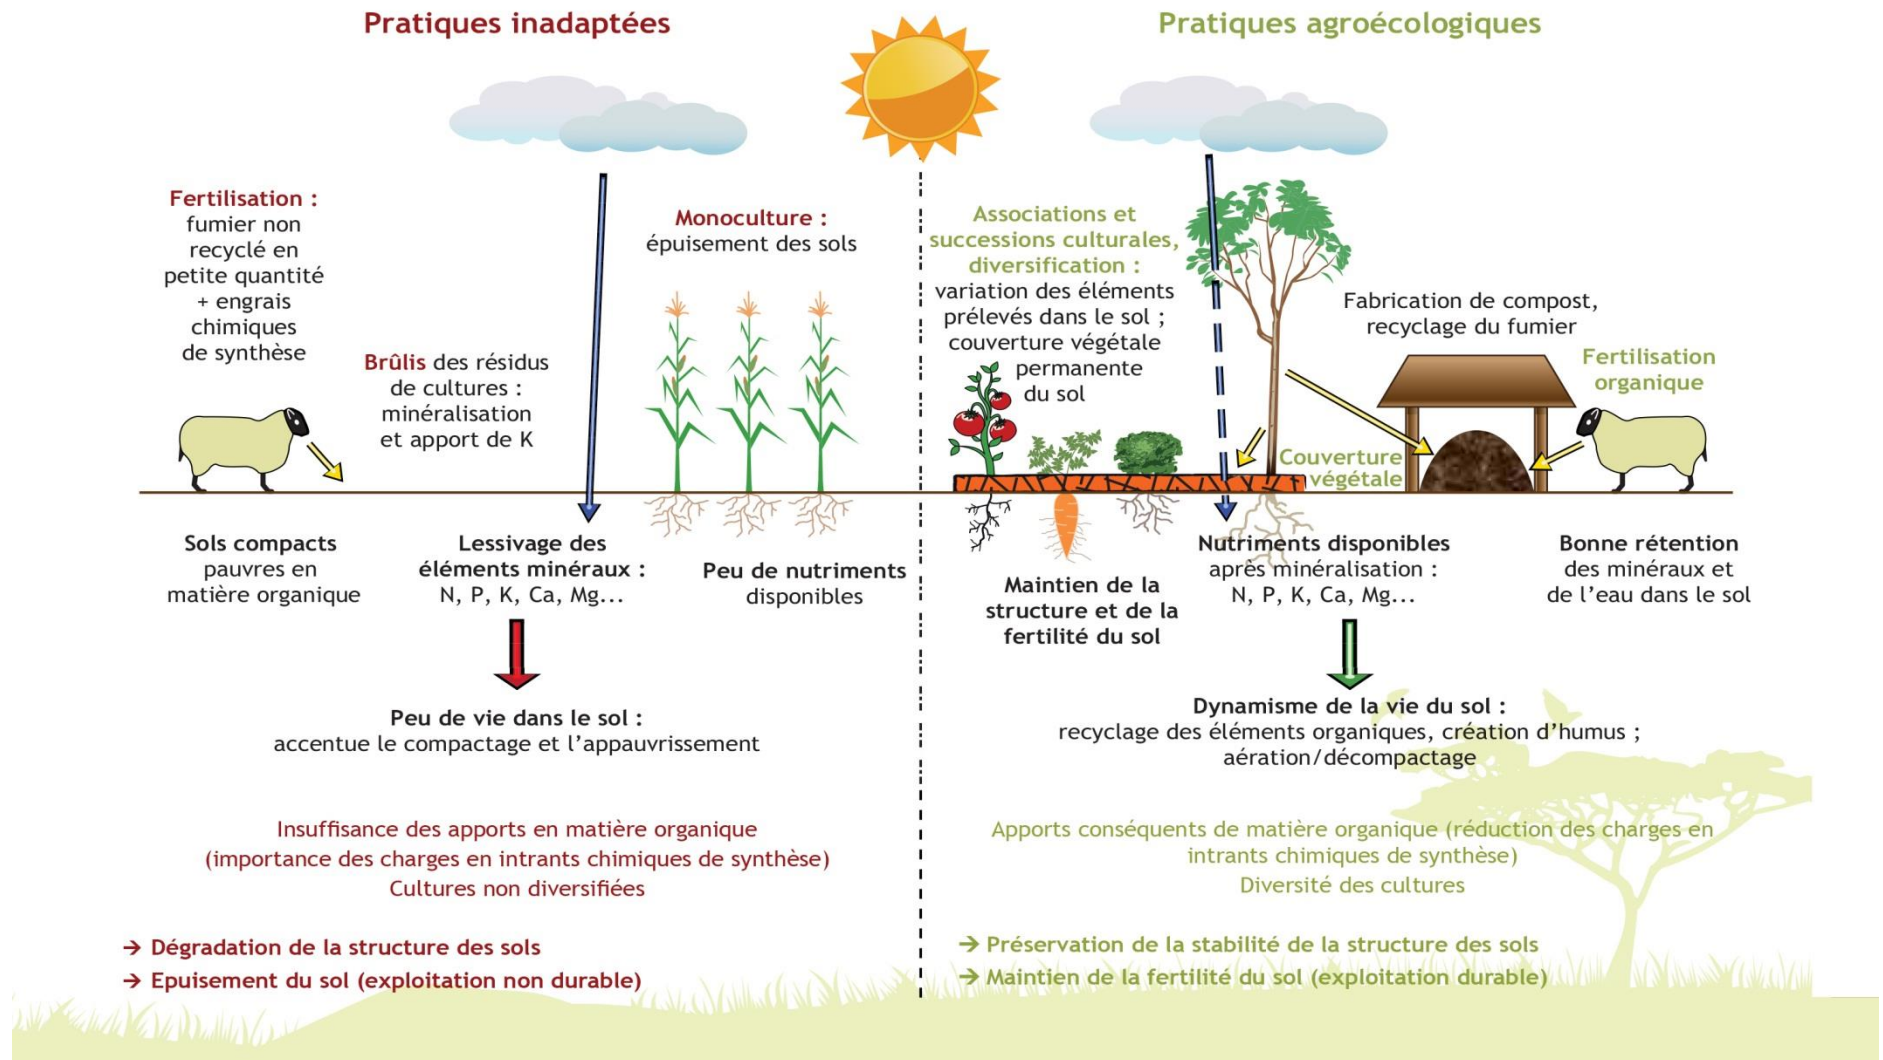 Pratiques inadaptées
Fertilisation :
fumier non
recyclé en
petite quantité
+ engrais
chimiques
de synthèse
Brûlis des résidus
de cultures :
minéralisation
et apport de K
Monoculture :
épuisement des sols
Sols compacts
pauvres en
matière organique
Lessivage des
éléments minéraux :
N, P, K, Ca, Mg...
Peu de nutriments
disponibles
Peu de vie dans le sol :
accentue le compactage et l'appauvrissement
Insuffisance des apports en matière organique
(importance des charges en intrants chimiques de synthèse)
Cultures non diversifiées
→ Dégradation de la structure des sols
→ Epuisement du sol (exploitation non durable)
Pratiques agroécologiques
Associations et
successions culturales,
diversification :
variation des éléments
prélevés dans le sol ;
couverture végétale
permanente
du sol
Fabrication de compost,
recyclage du fumier
Fertilisation
organique
Couverture
végétale
Maintien de la
structure et de la
fertilité du sol
Nutriments disponibles
après minéralisation :
N, P, K, Ca, Mg...
Bonne rétention
des minéraux et
de l'eau dans le sol
Dynamisme de la vie du sol :
recyclage des éléments organiques, création d'humus ;
aération/décompactage
Apports conséquents de matière organique (réduction des charges en
intrants chimiques de synthèse)
Diversité des cultures
→ Préservation de la stabilité de la structure des sols
→ Maintien de la fertilité du sol (exploitation durable)